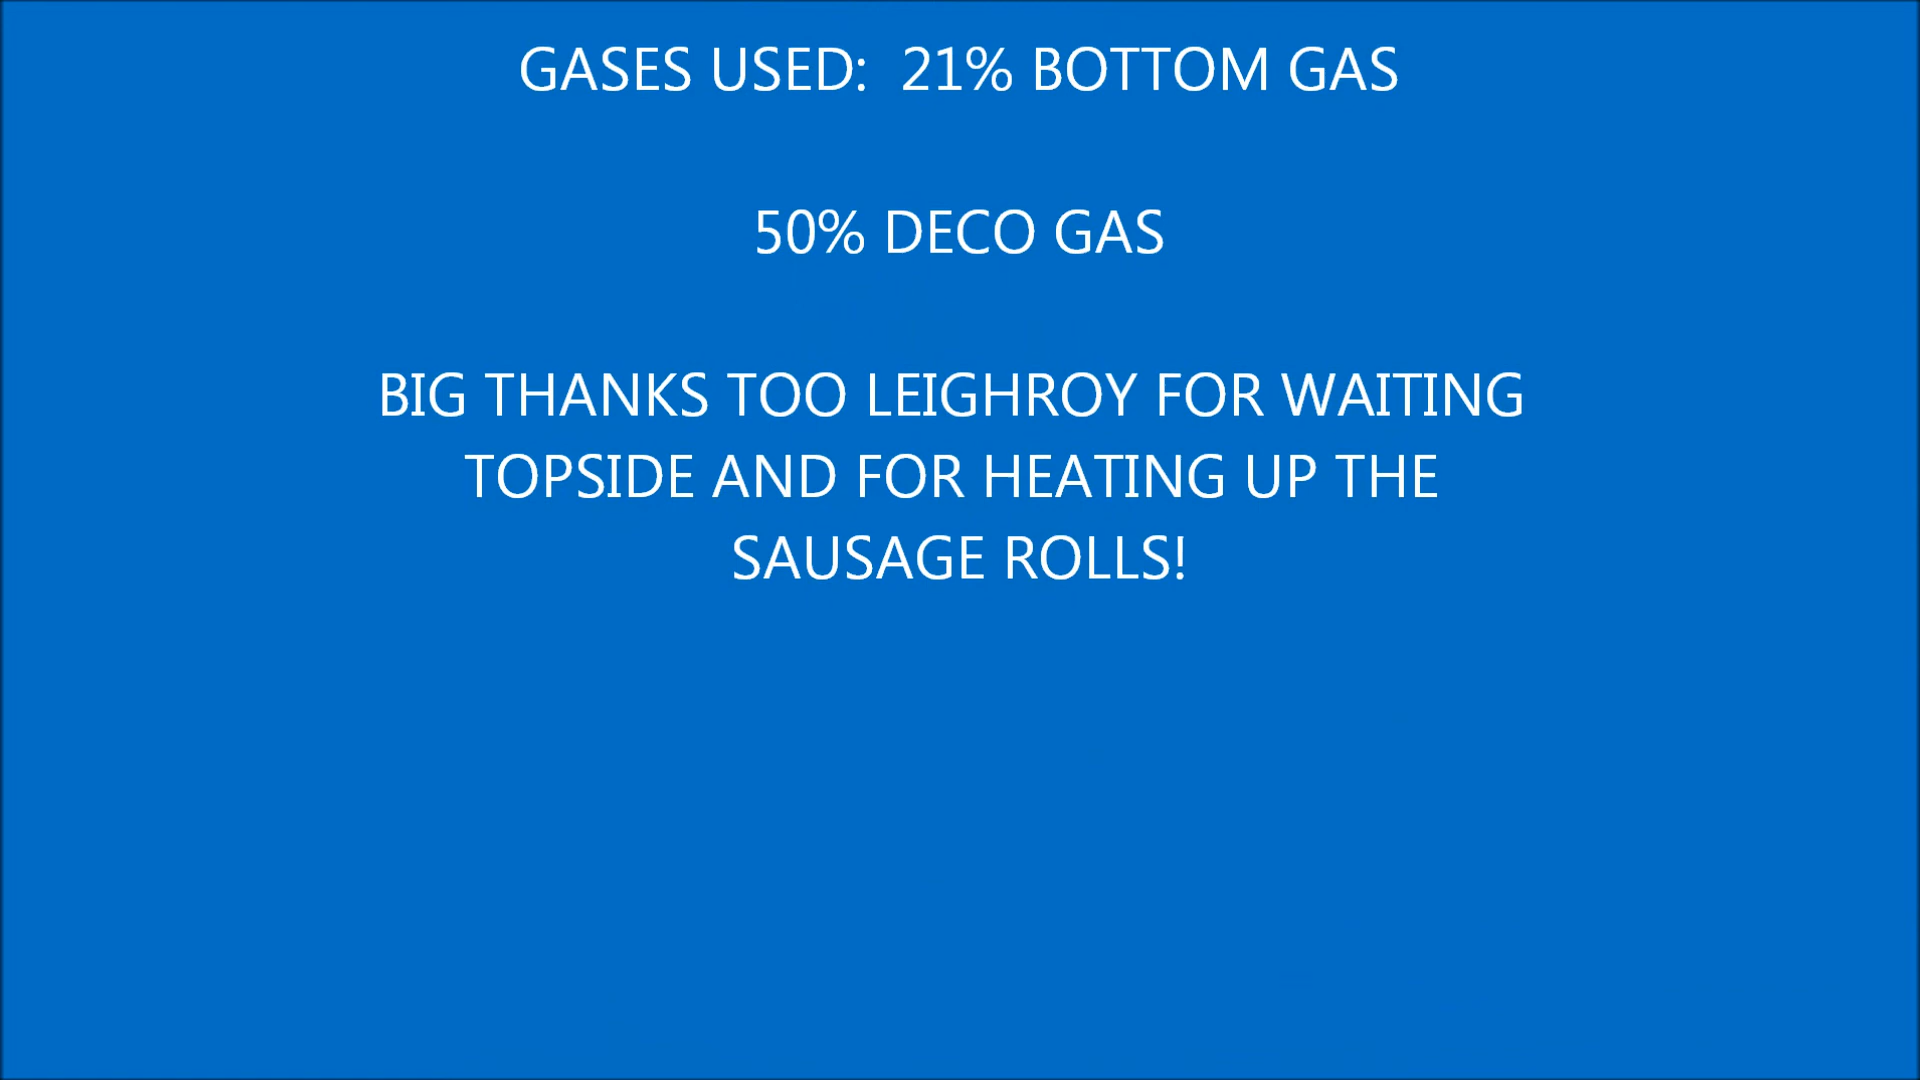 GASES USED:  21% BOTTOM GAS
50% DECO GAS
BIG THANKS TOO LEIGHROY FOR WAITING
TOPSIDE AND FOR HEATING UP THE
SAUSAGE ROLLS!